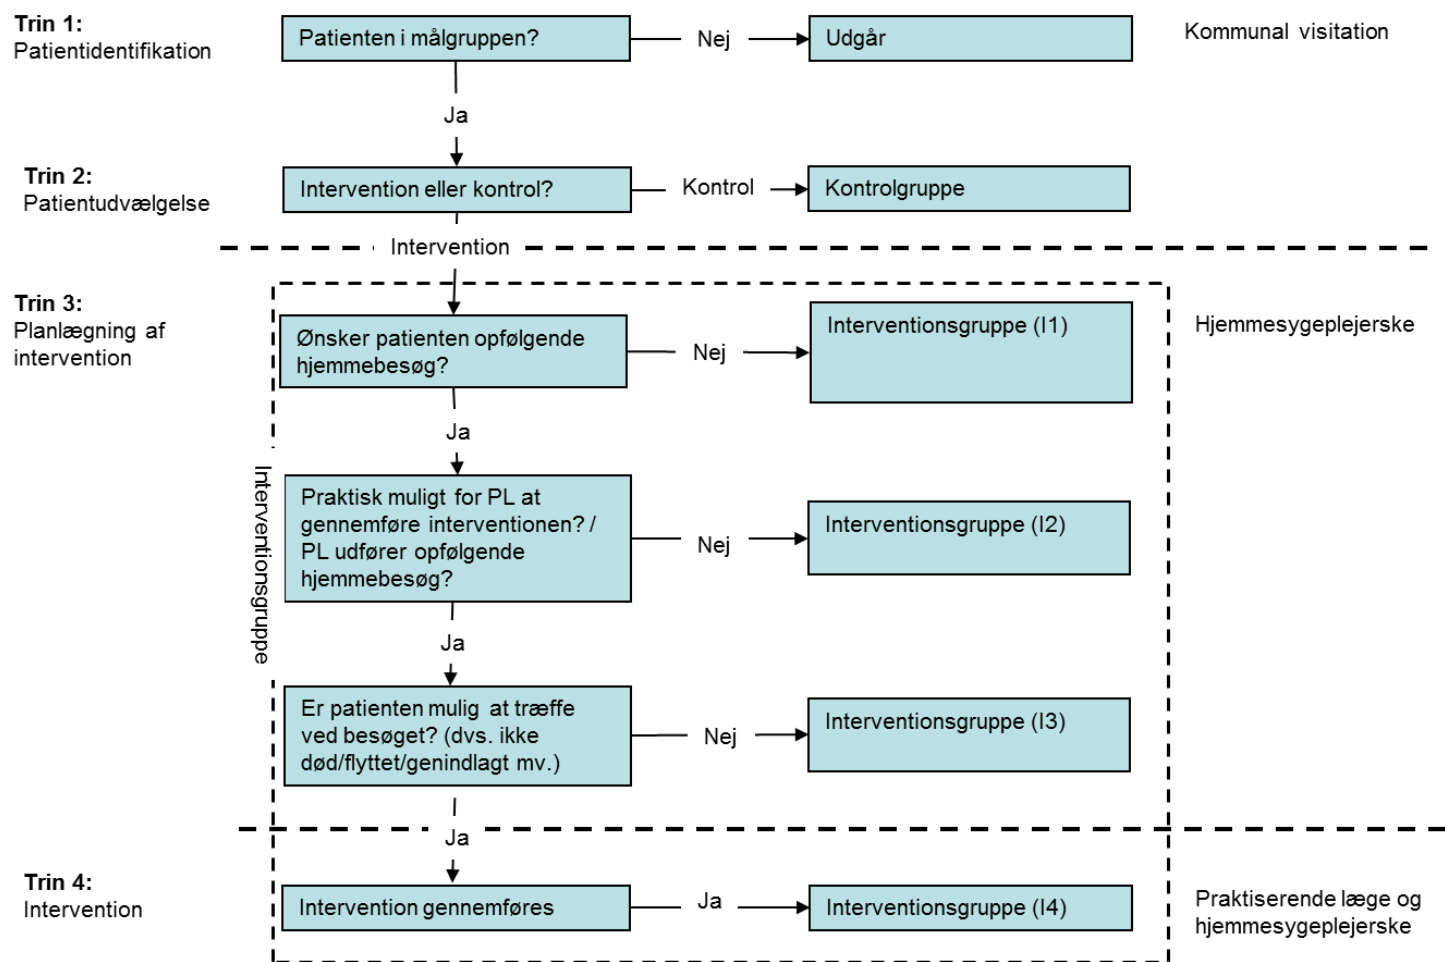 Trin 1:
Patientidentifikation
Patienten i målgruppen?
Nej
Udgår
Kommunal visitation
Ja
Trin 2:
Patientudvælgelse
Intervention eller kontrol?
Kontrol
Kontrolgruppe
Intervention
Trin 3:
Planlægning af
intervention
Ønsker patienten opfølgende
hjemmebesøg?
Nej
Interventionsgruppe (I1)
Hjemmesygeplejerske
Ja
Interventionsgruppe
Praktisk muligt for PL at
gennemføre interventionen? /
PL udfører opfølgende
hjemmebesøg?
Nej
Interventionsgruppe (I2)
Ja
Er patienten mulig at træffe
ved besøget? (dvs. ikke
død/flyttet/genindlagt mv.)
Nej
Interventionsgruppe (I3)
Ja
Trin 4:
Intervention
Intervention gennemføres
Ja
Interventionsgruppe (I4)
Praktiserende læge og
hjemmesygeplejerske